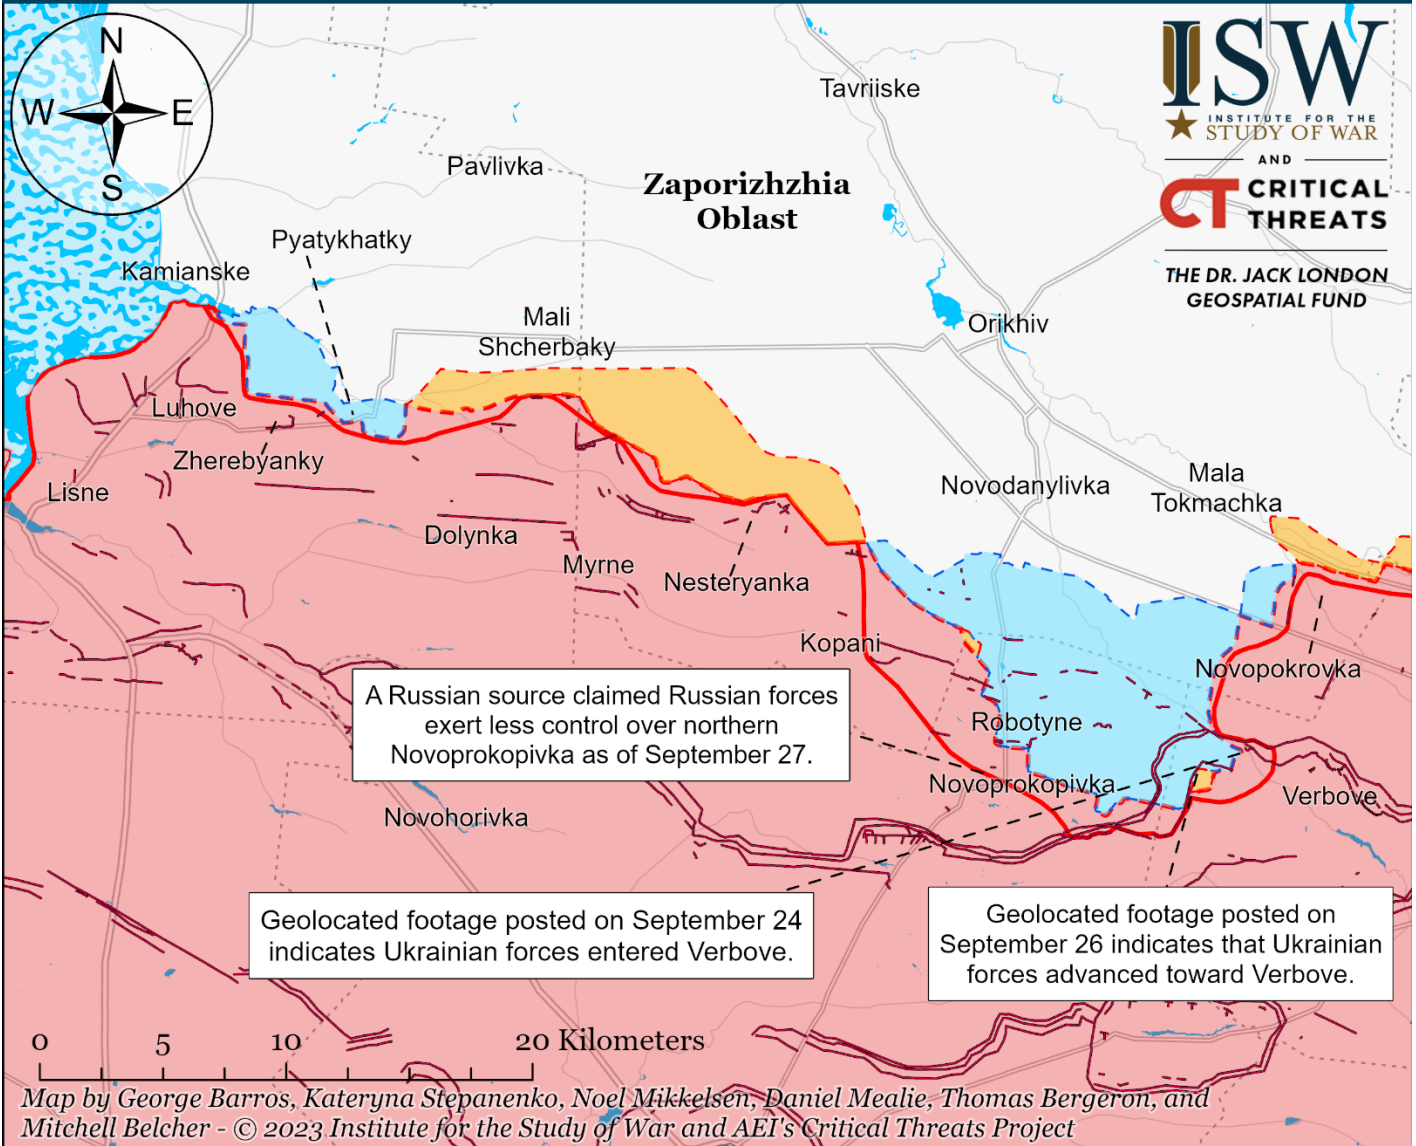 N
W E
S
ISW
INSTITUTE FOR THE
STUDY OF WAR
AND
CT CRITICAL
THREATS
THE DR. JACK LONDON
GEOSPATIAL FUND
Tavriiske
Pavlivka
Zaporizhzhia
Oblast
Pyatykhatky
Kamianske
Mali
Shcherbaky
Orikhiv
Luhove
Zherebyanky
Lisne
Novodanylivka
Mala
Tokmachka
Dolynka
Myrne
Nesteryanka
Kopani
Novopokrovka
A Russian source claimed Russian forces
exert less control over northern
Novoprokopivka as of September 27.
Robotyne
Novoprokopivka
Verbove
Novohorivka
Geolocated footage posted on September 24
indicates Ukrainian forces entered Verbove.
Geolocated footage posted on
September 26 indicates that Ukrainian
forces advanced toward Verbove.
0 5 10 20 Kilometers
Map by George Barros, Kateryna Stepanenko, Noel Mikkelsen, Daniel Mealie, Thomas Bergeron, and
Mitchell Belcher - © 2023 Institute for the Study of War and AEI's Critical Threats Project